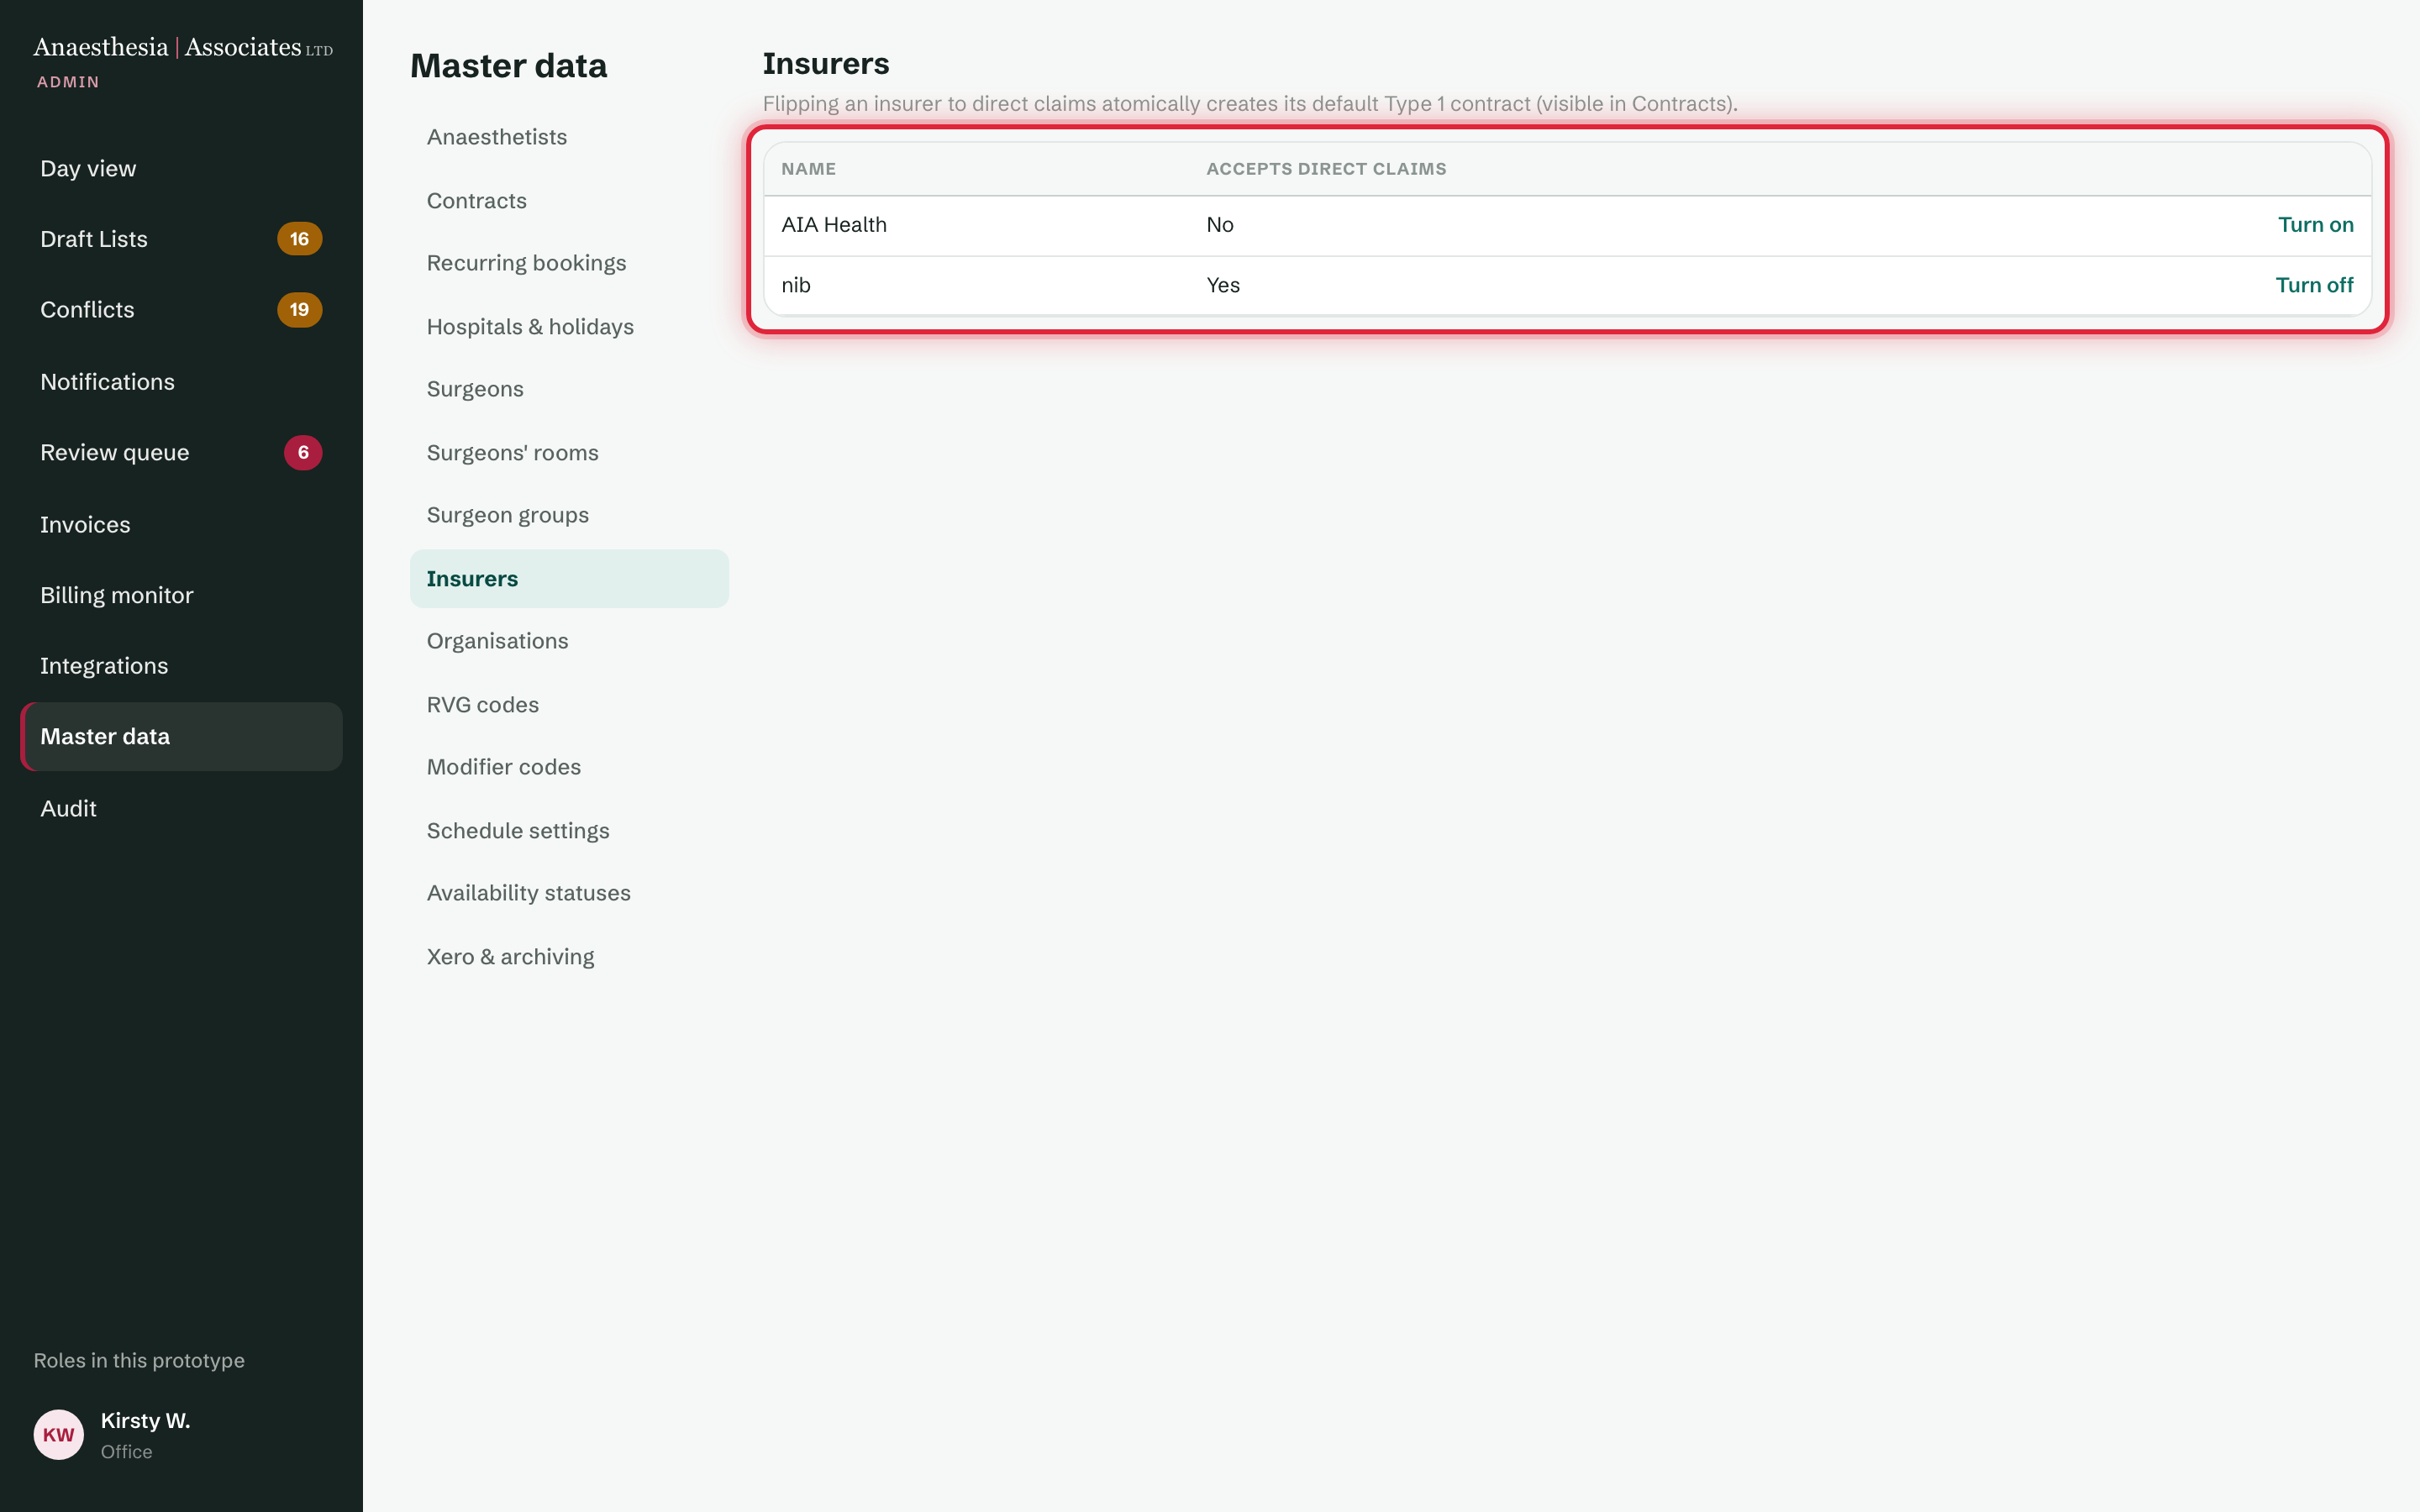 Anaesthesia | Associates LTD
ADMIN
Day view
Draft Lists 16
Conflicts 19
Notifications
Review queue 6
Invoices
Billing monitor
Integrations
Master data
Audit
Roles in this prototype
KW
Kirsty W.
Office
Master data
Anaesthetists
Contracts
Recurring bookings
Hospitals & holidays
Surgeons
Surgeons' rooms
Surgeon groups
Insurers
Organisations
RVG codes
Modifier codes
Schedule settings
Availability statuses
Xero & archiving
Insurers
Flipping an insurer to direct claims atomically creates its default Type 1 contract (visible in Contracts).
NAME ACCEPTS DIRECT CLAIMS
AIA Health No Turn on
nib Yes Turn off